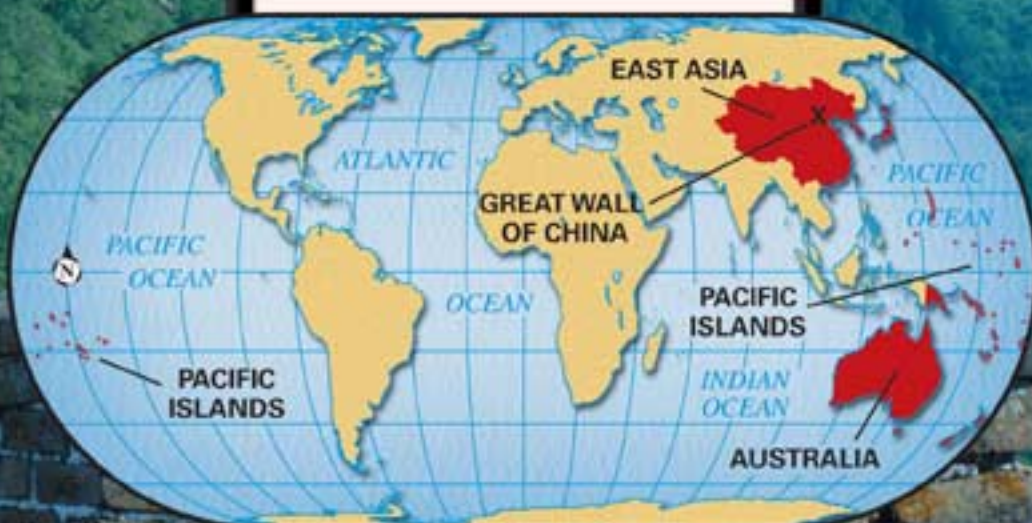 EAST ASIA
ATLANTIC
PACIFIC
OCEAN
GREAT WALL
OF CHINA
PACIFIC
OCEAN
N
OCEAN
PACIFIC
ISLANDS
PACIFIC
ISLANDS
INDIAN
OCEAN
AUSTRALIA